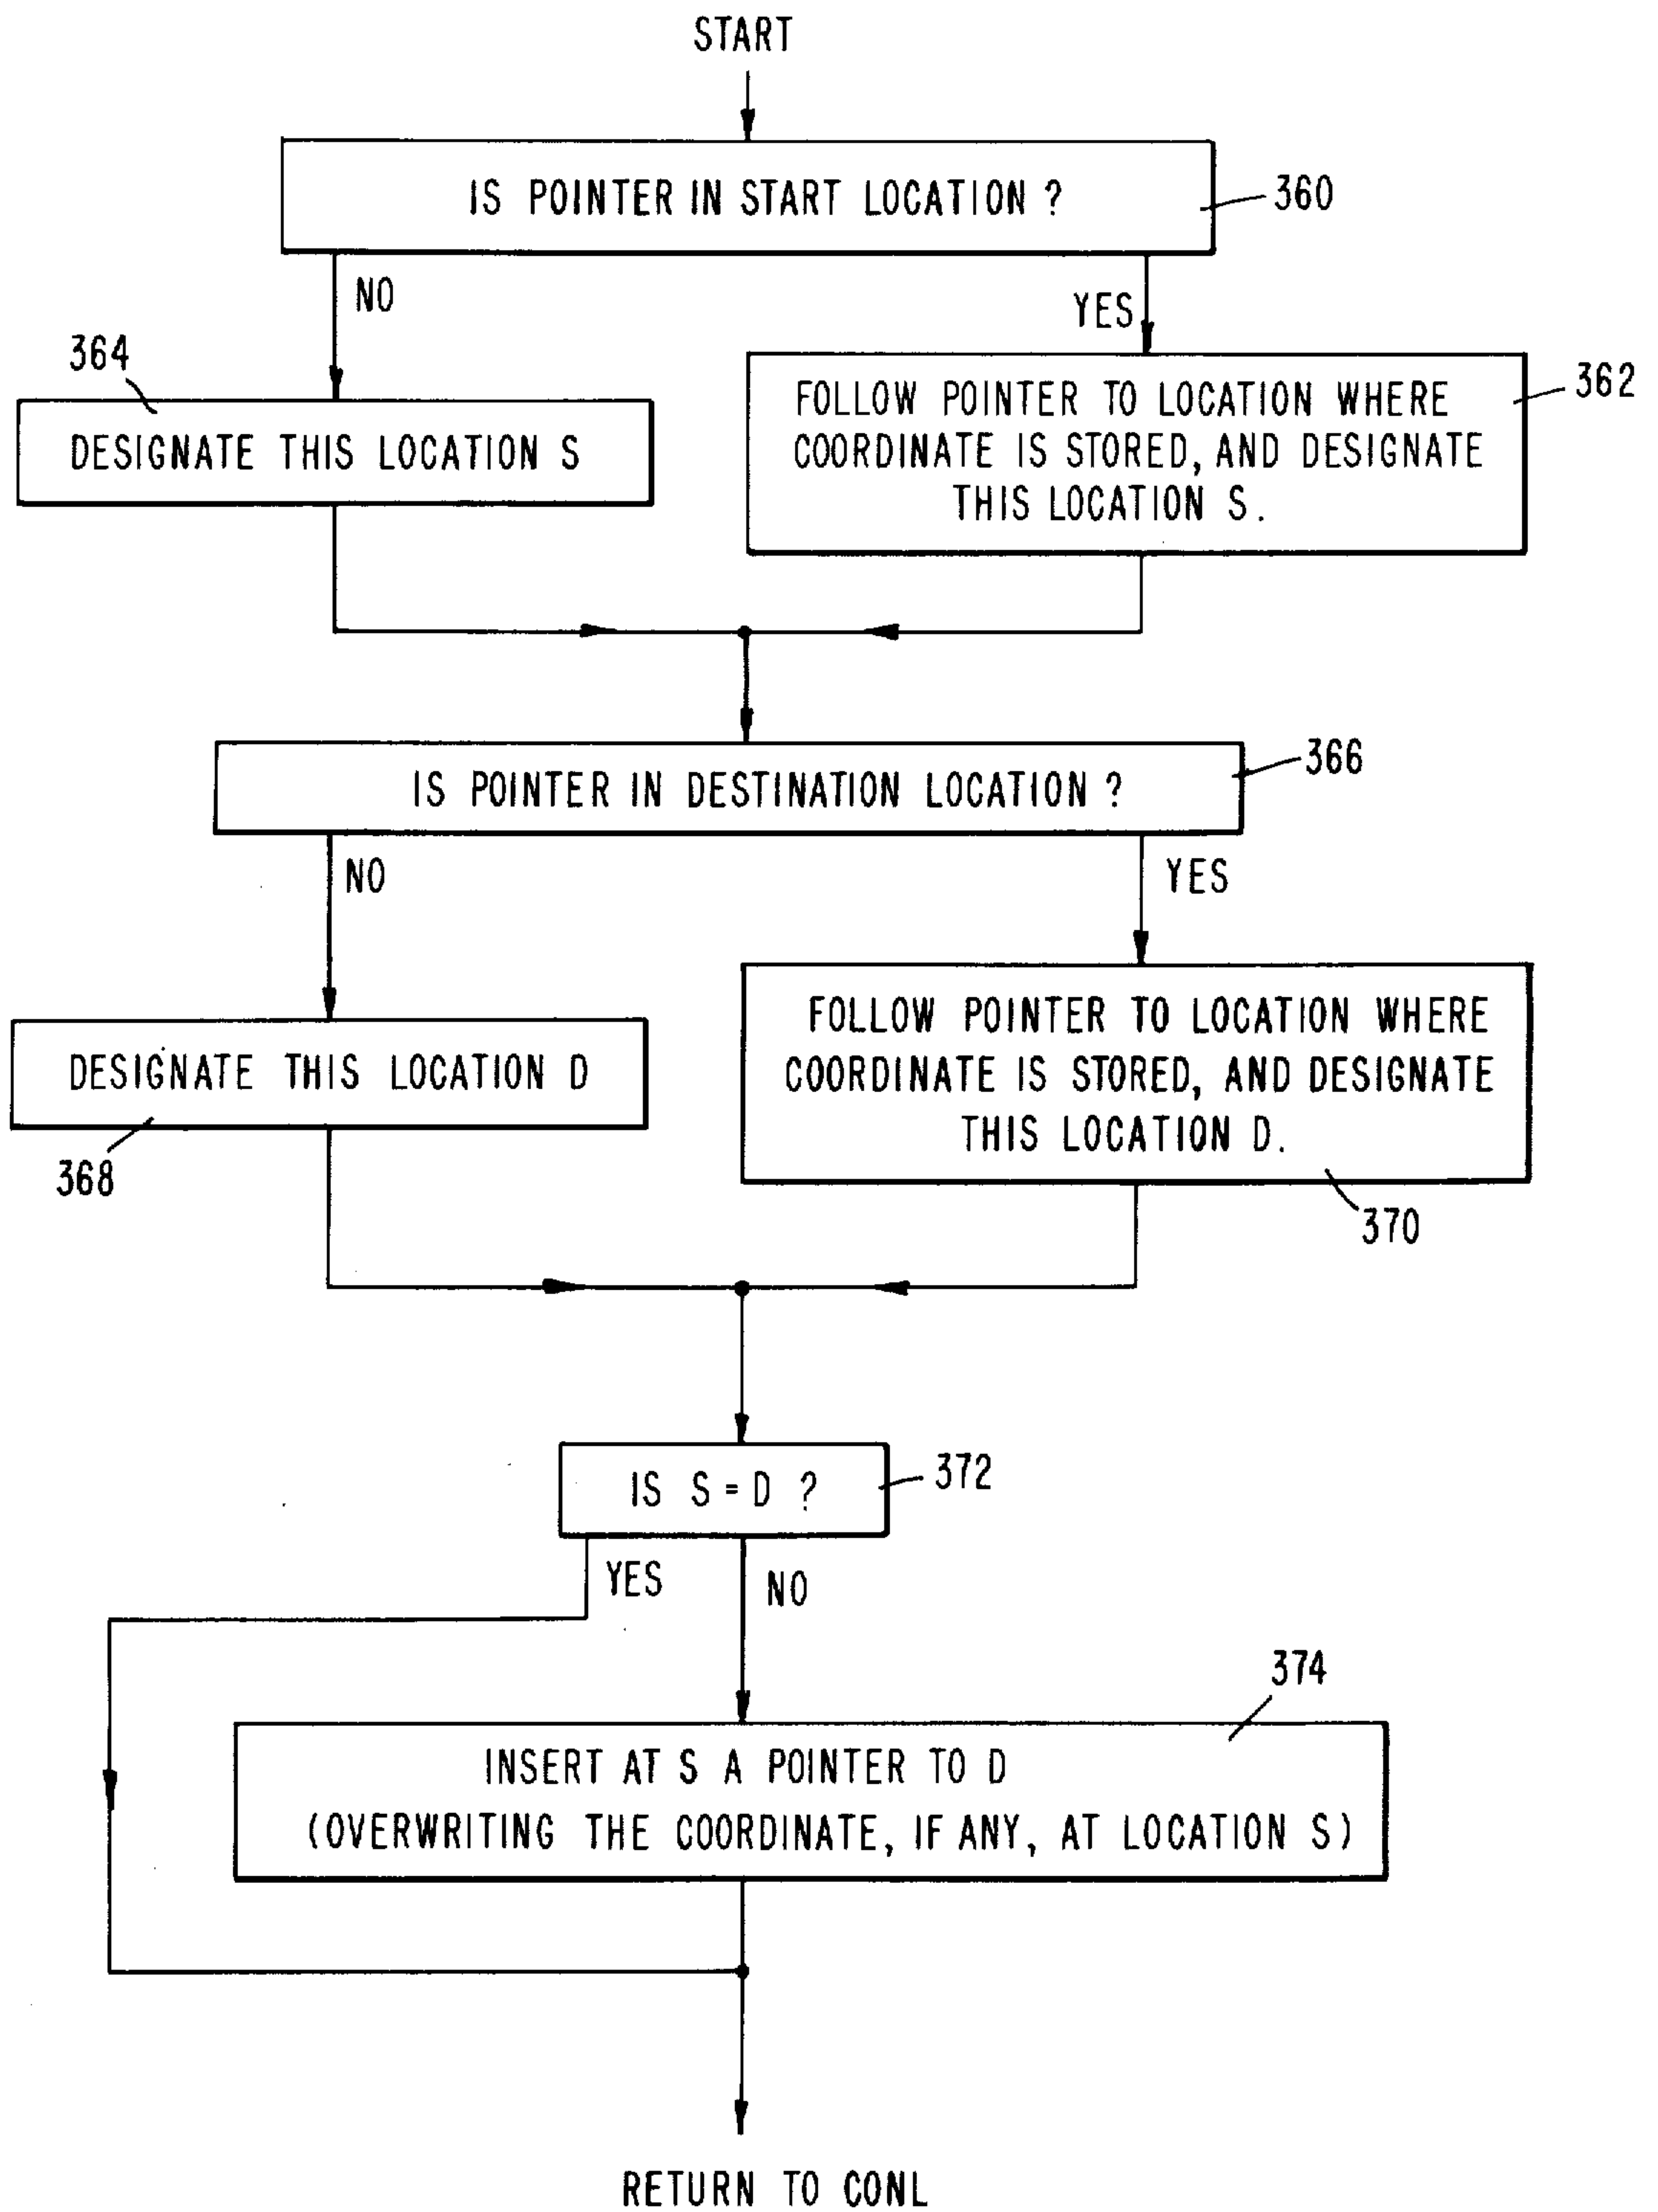 START
IS POINTER IN START LOCATION ?
360
NO
YES
364
362
DESIGNATE THIS LOCATION S
FOLLOW POINTER TO LOCATION WHERE
COORDINATE IS STORED, AND DESIGNATE
THIS LOCATION S.
IS POINTER IN DESTINATION LOCATION ?
366
NO
YES
DESIGNATE THIS LOCATION D
368
FOLLOW POINTER TO LOCATION WHERE
COORDINATE IS STORED, AND DESIGNATE
THIS LOCATION D.
370
IS S = D ?
372
YES
NO
374
INSERT AT S A POINTER TO D
(OVERWRITING THE COORDINATE, IF ANY, AT LOCATION S)
RETURN TO CONL